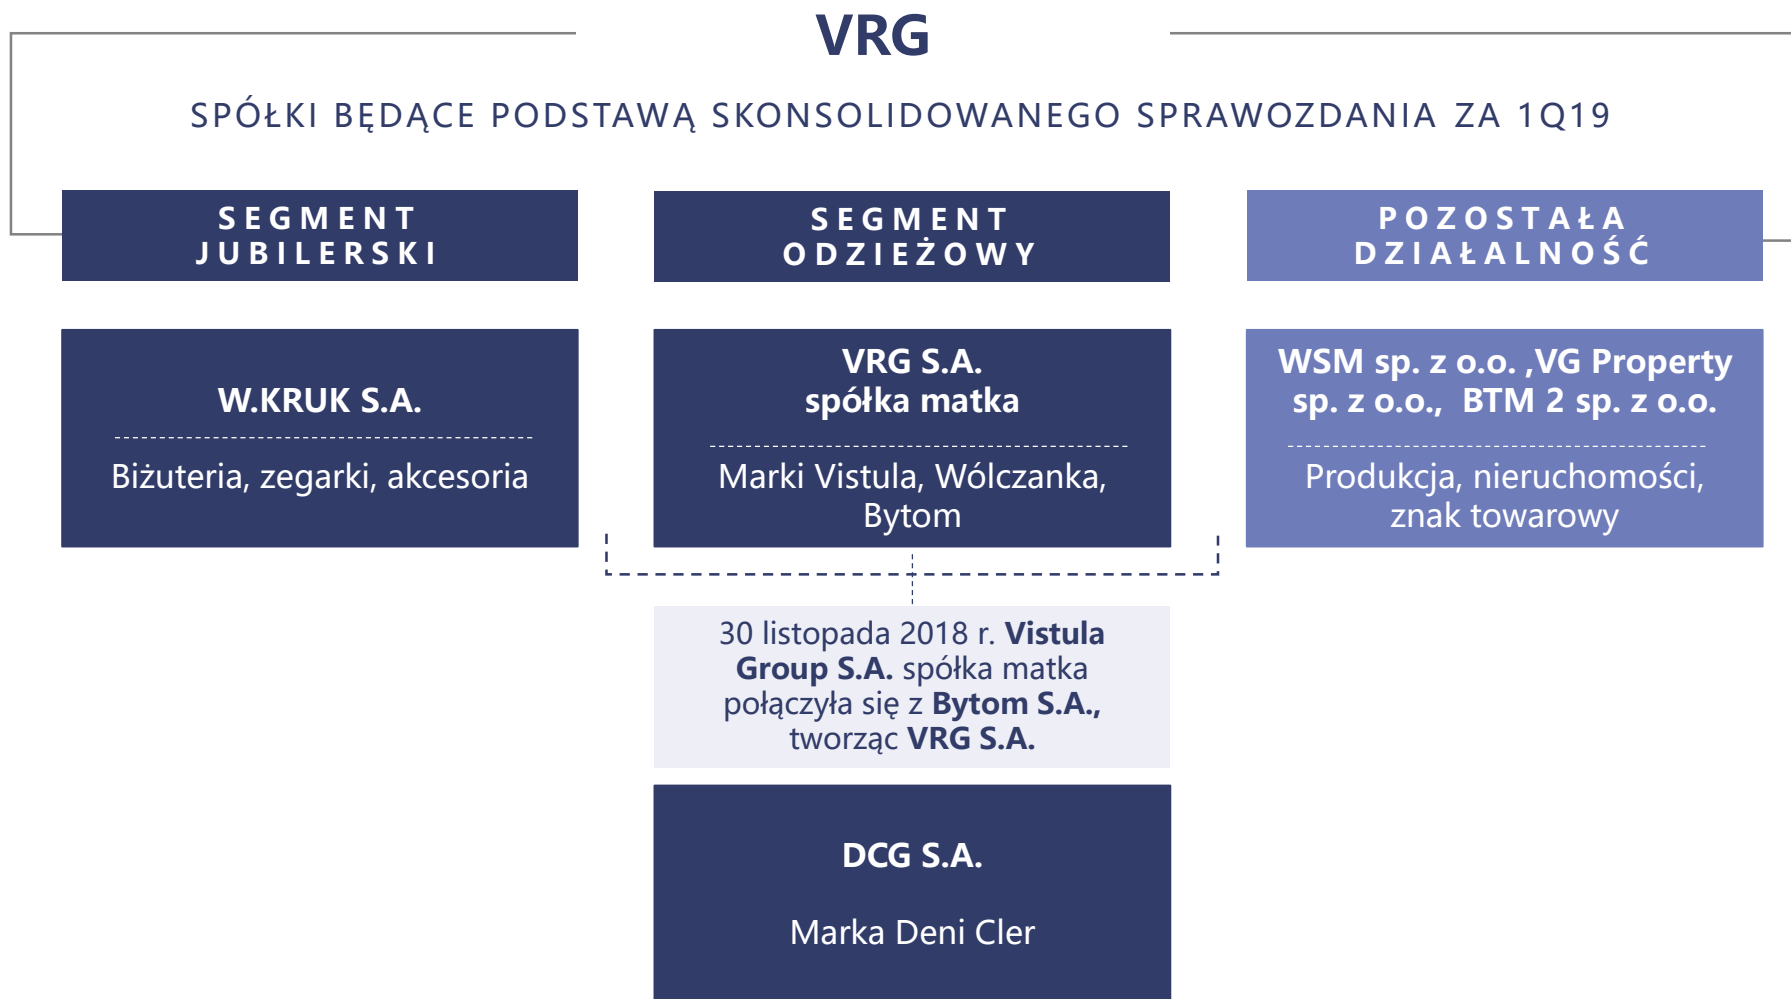 VRG
SPÓŁKI BĘDĄCE PODSTAWĄ SKONSOLIDOWANEGO SPRAWOZDANIA ZA 1Q19
SEGMENT
JUBILERSKI
W.KRUK S.A.
Biżuteria, zegarki, akcesoria
SEGMENT
ODZIEŻOWY
VRG S.A.
spółka matka
Marki Vistula, Wólczanka,
Bytom
30 listopada 2018 r. Vistula
Group S.A. spółka matka
połączyła się z Bytom S.A.,
tworząc VRG S.A.
DCG S.A.
Marka Deni Cler
POZOSTAŁA
DZIAŁALNOŚĆ
WSM sp. z o.o. ,VG Property
sp. z o.o., BTM 2 sp. z o.o.
Produkcja, nieruchomości,
znak towarowy